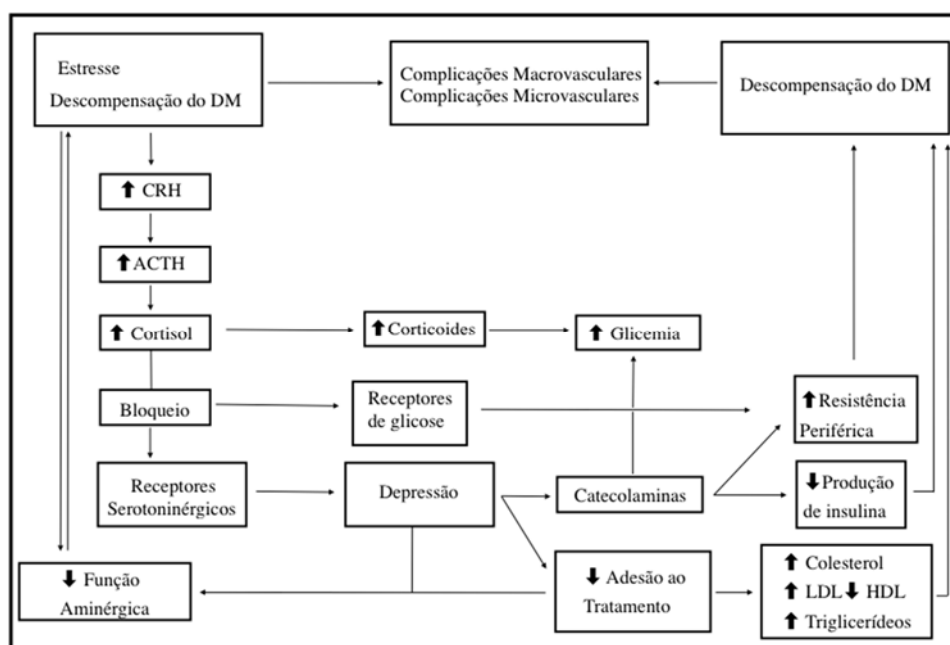 Estresse
Descompensação do DM
Complicações Macrovasculares
Complicações Microvasculares
Descompensação do DM
⬆ CRH
⬆ ACTH
⬆ Cortisol
⬆ Corticoides
⬆ Glicemia
Bloqueio
Receptores
de glicose
⬆ Resistência
Periférica
Receptores
Serotoninérgicos
Depressão
Catecolaminas
⬇ Produção
de insulina
⬇ Função
Aminérgica
⬇ Adesão ao
Tratamento
⬆ Colesterol
⬆ LDL ⬇ HDL
⬆ Triglicerídeos